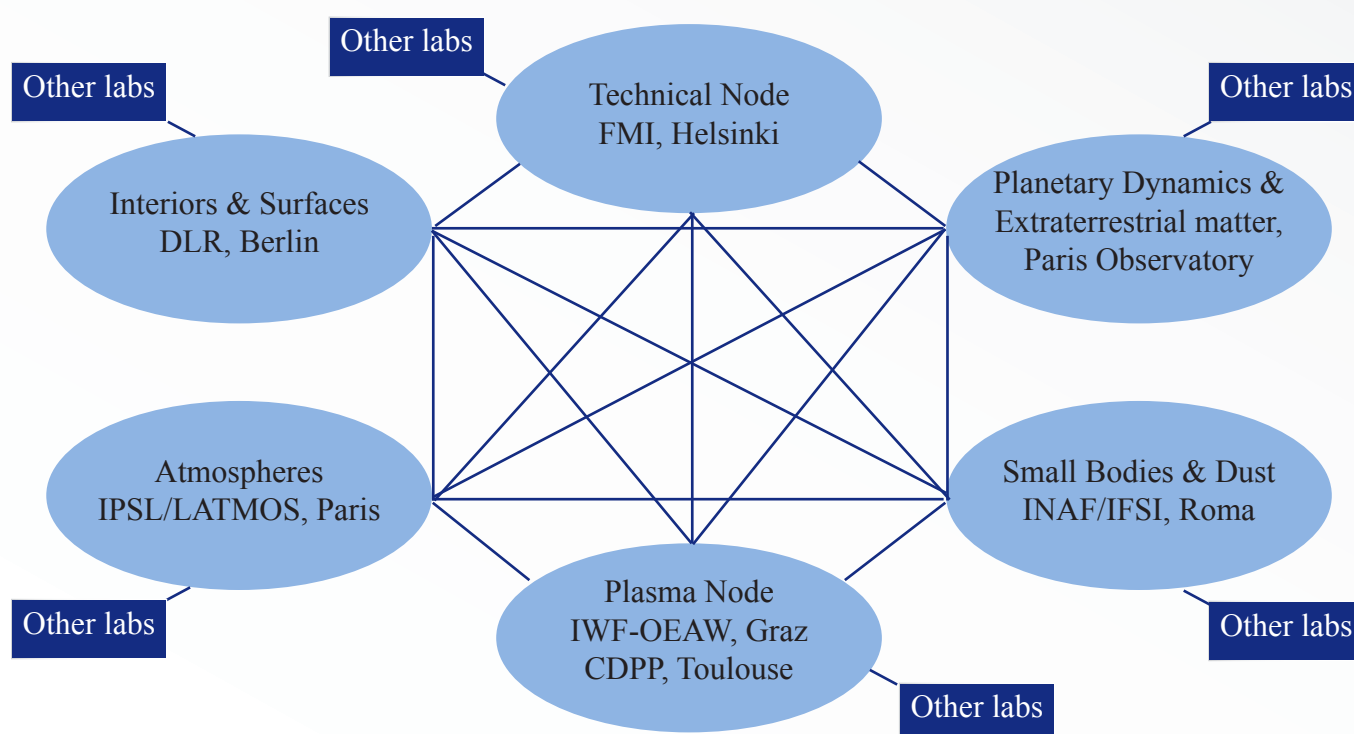 Other labs
Other labs
Other labs
Technical Node
FMI, Helsinki
Interiors & Surfaces
DLR, Berlin
Planetary Dynamics &
Extraterrestrial matter,
Paris Observatory
Atmospheres
IPSL/LATMOS, Paris
Small Bodies & Dust
INAF/IFSI, Roma
Plasma Node
IWF-OEAW, Graz
CDPP, Toulouse
Other labs
Other labs
Other labs